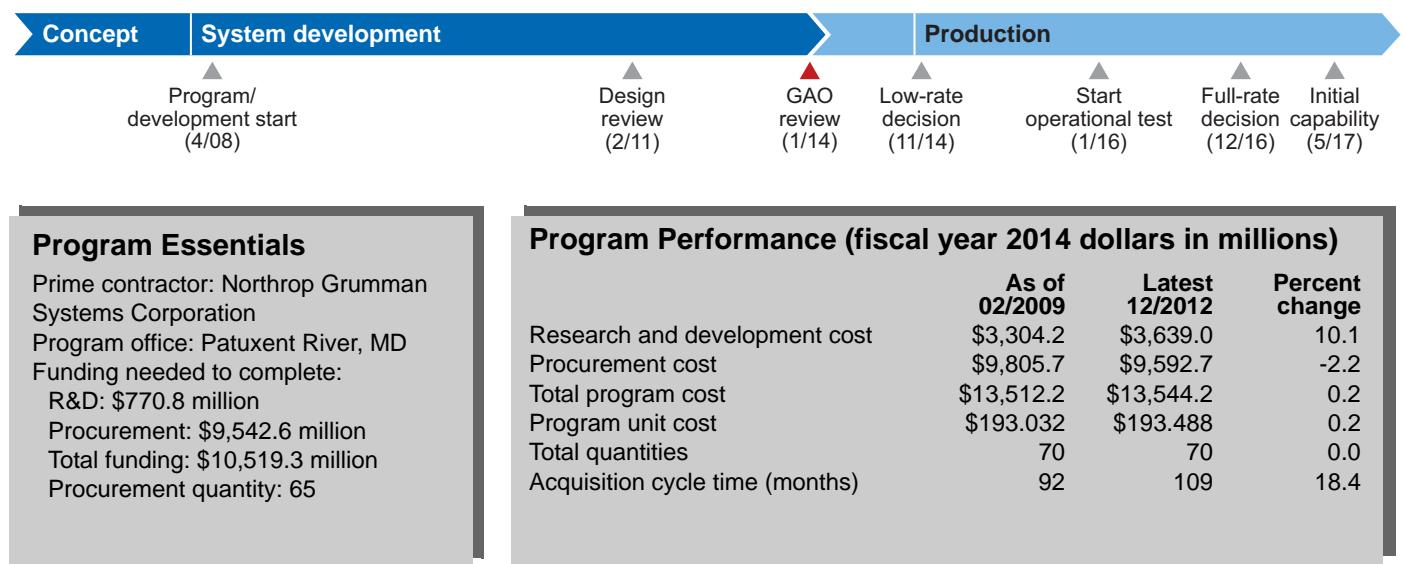 Concept
System development
Production
Program/
development start
(4/08)
Design
review
(2/11)
GAO
review
(1/14)
Low-rate
decision
(11/14)
Start
operational test
(1/16)
Full-rate
decision
(12/16)
Initial
capability
(5/17)
Program Essentials
Prime contractor: Northrop Grumman
Systems Corporation
Program office: Patuxent River, MD
Funding needed to complete:
R&D: $770.8 million
Procurement: $9,542.6 million
Total funding: $10,519.3 million
Procurement quantity: 65
Program Performance (fiscal year 2014 dollars in millions)
As of 02/2009 Latest 12/2012 Percent change
Research and development cost $3,304.2 $3,639.0 10.1
Procurement cost $9,805.7 $9,592.7 -2.2
Total program cost $13,512.2 $13,544.2 0.2
Program unit cost $193.032 $193.488 0.2
Total quantities 70 70 0.0
Acquisition cycle time (months) 92 109 18.4